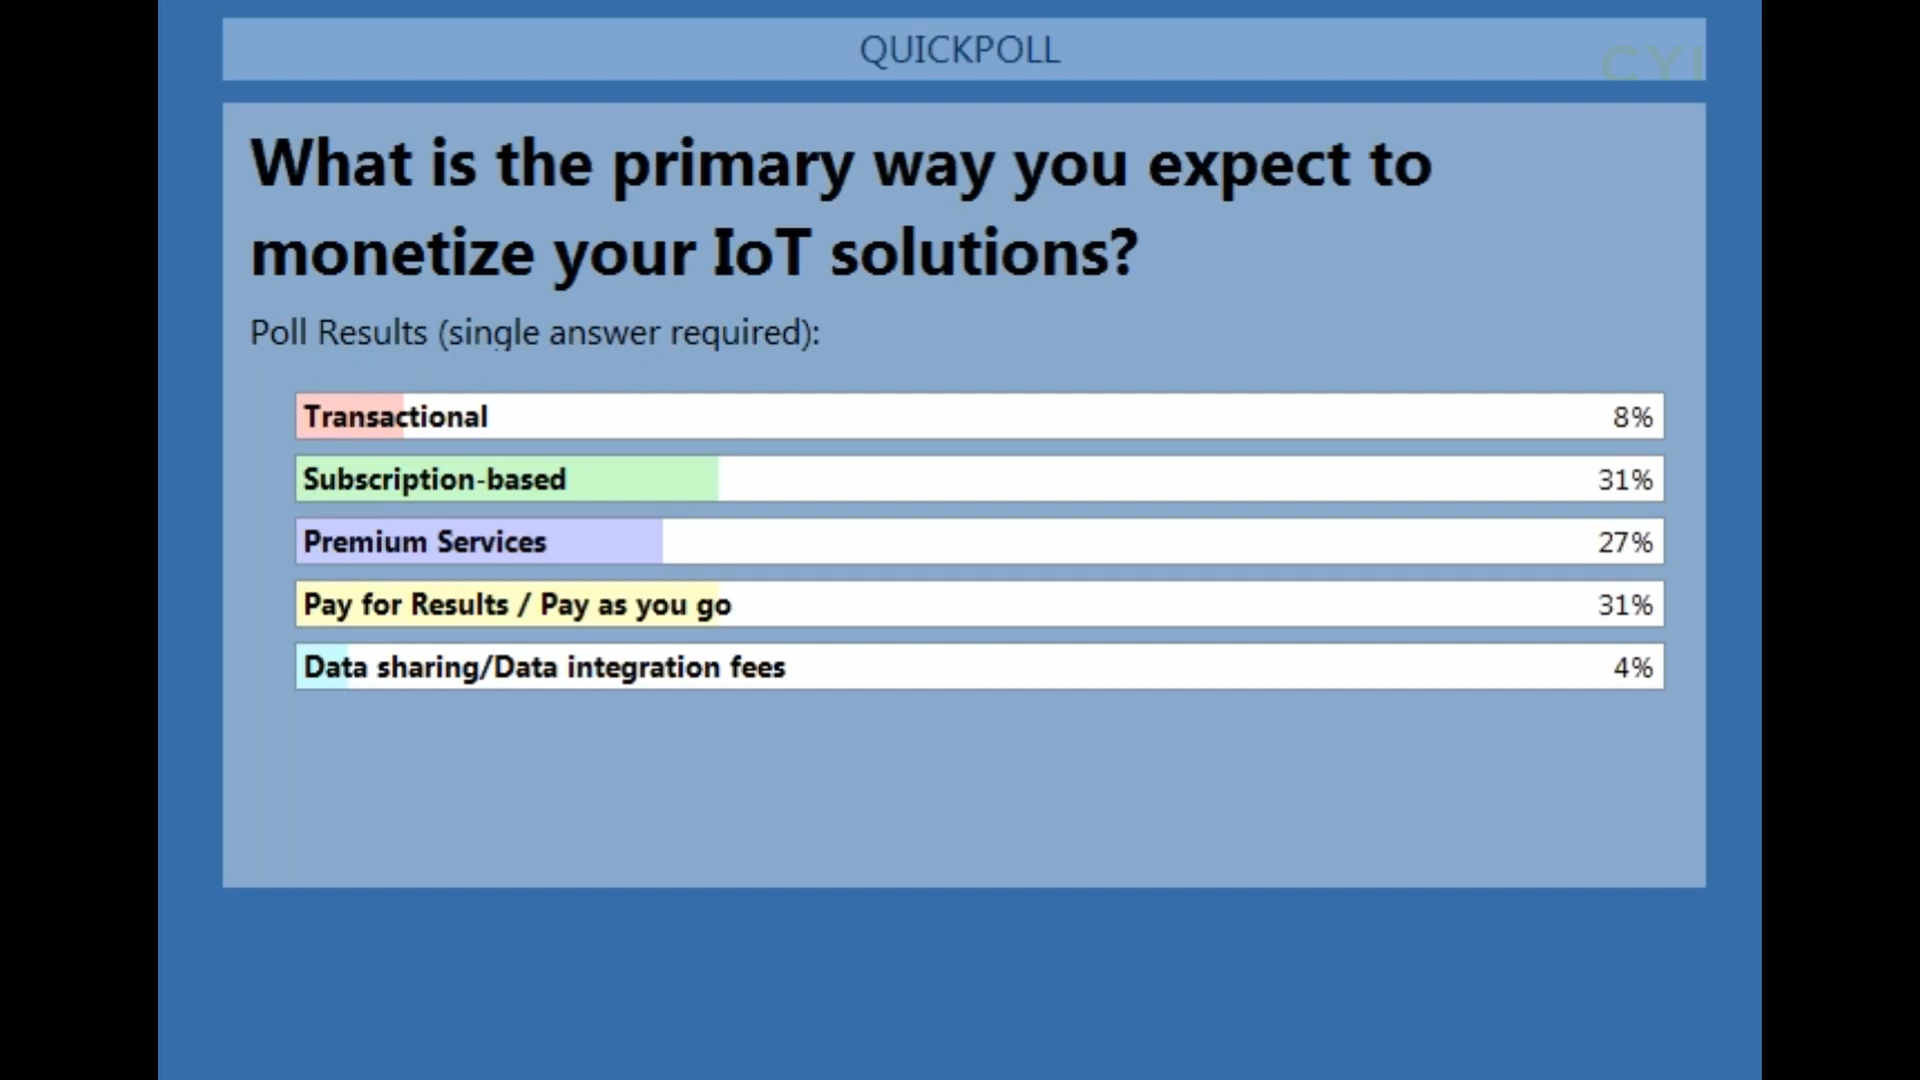 QUICKPOLL
What is the primary way you expect to
monetize your IoT solutions?
Poll Results (single answer required):
Transactional 8%
Subscription-based 31%
Premium Services 27%
Pay for Results / Pay as you go 31%
Data sharing/Data integration fees 4%